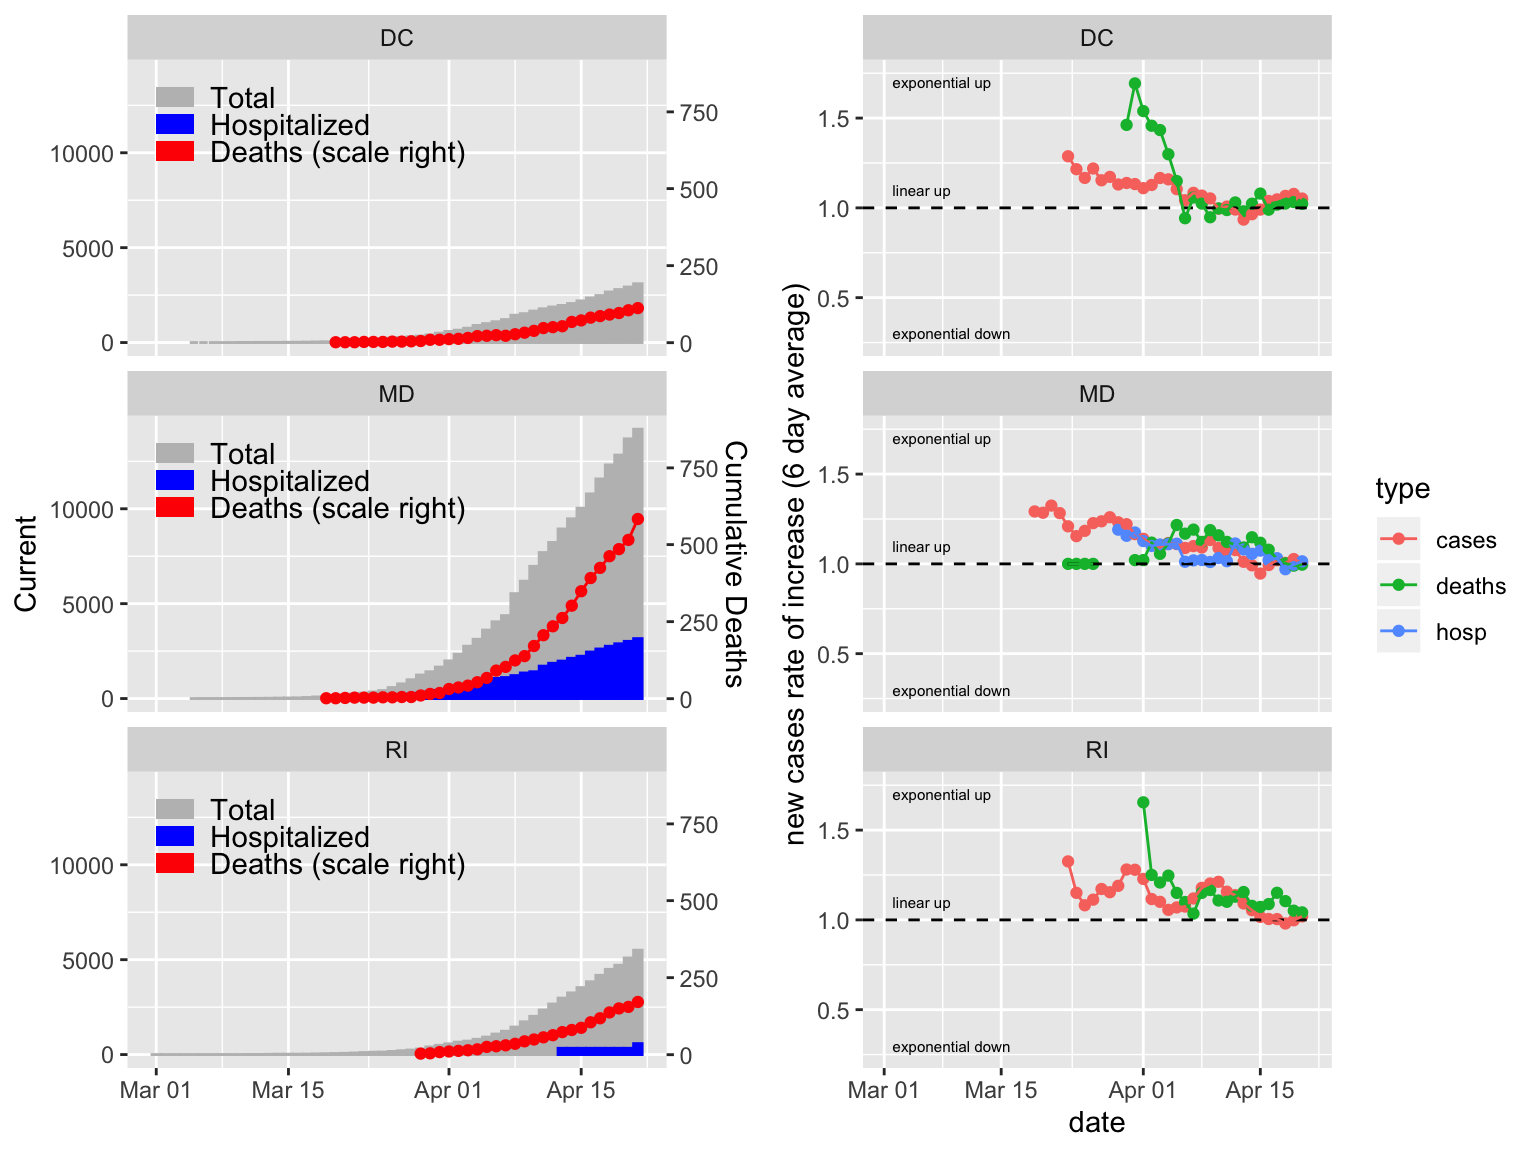 DC
Total
Hospitalized
Deaths (scale right)
10000
5000
0
750
500
250
0
MD
Total
Hospitalized
Deaths (scale right)
10000
5000
0
750
500
250
0
RI
Total
Hospitalized
Deaths (scale right)
10000
5000
0
750
500
250
0
Mar 01
Mar 15
Apr 01
Apr 15
Current
Cumulative Deaths
DC
exponential up
linear up
exponential down
1.5
1.0
0.5
MD
exponential up
linear up
exponential down
1.5
1.0
0.5
RI
exponential up
linear up
exponential down
1.5
1.0
0.5
Mar 01
Mar 15
Apr 01
Apr 15
date
new cases rate of increase (6 day average)
type
cases
deaths
hosp